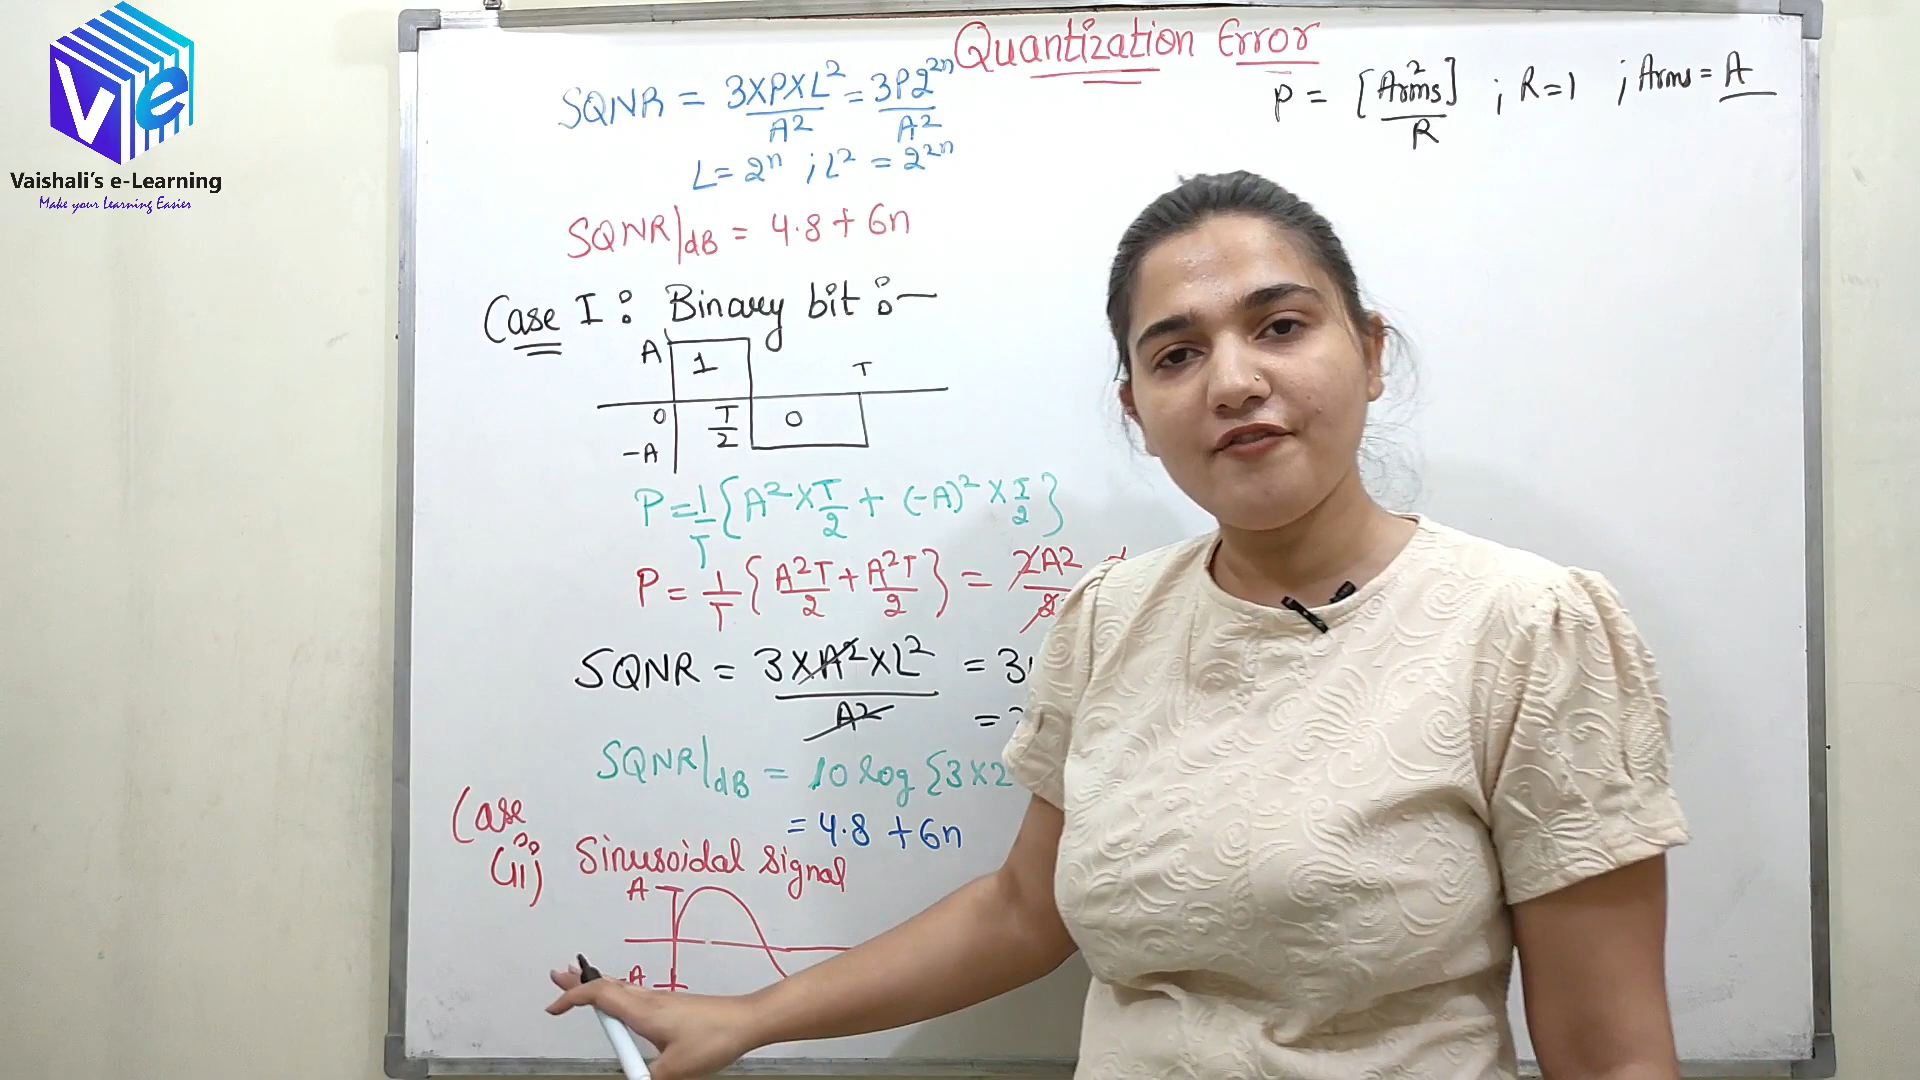 Vaishali's e-Learning
Make your Learning Easier
Quantization Error
SQNR = 3×P×L² / A² = 3P2²ⁿ / A²
L = 2ⁿ ; L² = 2²ⁿ
SQNR|dB = 4.8 + 6n
P = [A²rms] / R ; R=1 ; Arms = A
Case I : Binary bit :—
A 1 T
0 T/2 0
-A
P = 1/T {A² × T/2 + (-A)² × T/2}
P = 1/T {A²T/2 + A²T/2} = 2A2 / 2
SQNR = 3×A²×L² / A2 = 3
=
SQNR|dB = 10 log {3×2
= 4.8 + 6n
Case (ii) Sinusoidal signal
A
-A